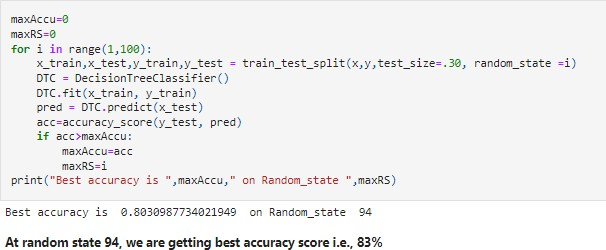 maxAccu=0
maxRS=0
for i in range(1,100):
    x_train,x_test,y_train,y_test = train_test_split(x,y,test_size=.30, random_state =i)
    DTC = DecisionTreeClassifier()
    DTC.fit(x_train, y_train)
    pred = DTC.predict(x_test)
    acc=accuracy_score(y_test, pred)
    if acc>maxAccu:
        maxAccu=acc
        maxRS=i
print("Best accuracy is ",maxAccu," on Random_state ",maxRS)
Best accuracy is  0.8030987734021949  on Random_state  94
At random state 94, we are getting best accuracy score i.e., 83%